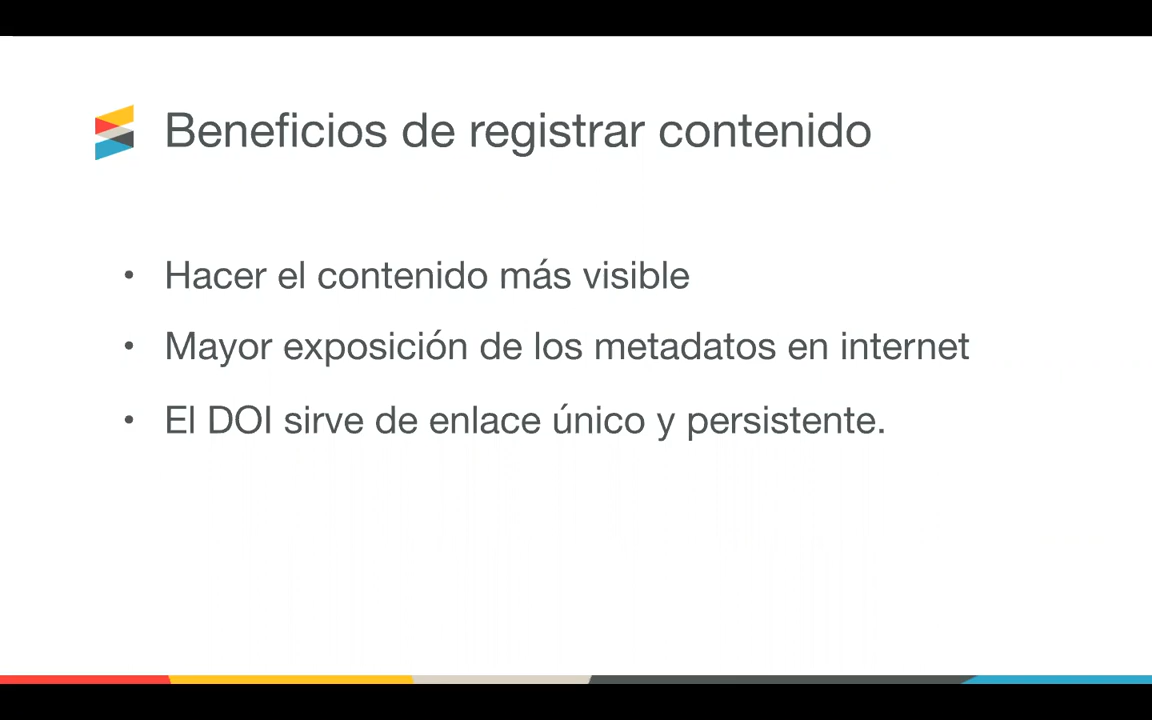 Beneficios de registrar contenido
• Hacer el contenido más visible
• Mayor exposición de los metadatos en internet
• El DOI sirve de enlace único y persistente.